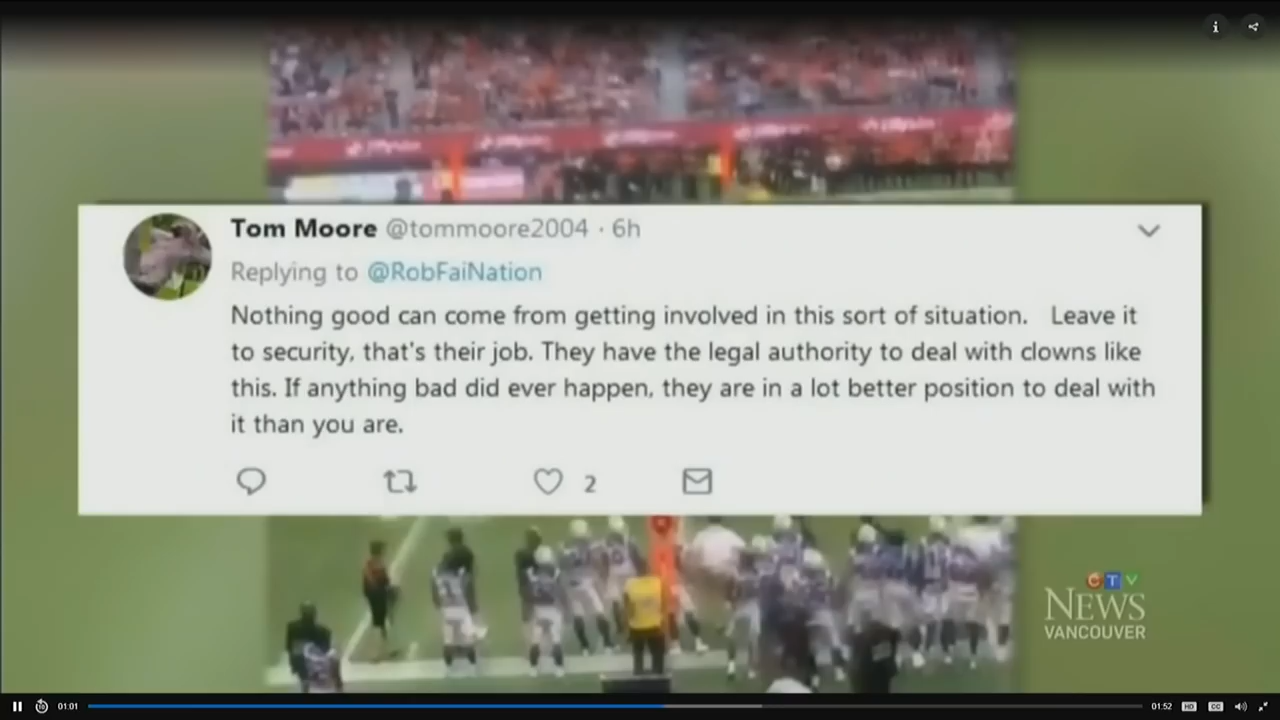 Tom Moore @tommoore2004 · 6h
Replying to @RobFaiNation
Nothing good can come from getting involved in this sort of situation.   Leave it
to security, that's their job. They have the legal authority to deal with clowns like
this. If anything bad did ever happen, they are in a lot better position to deal with
it than you are.
2
CTV
NEWS
VANCOUVER
01:01
01:52
HD
CC